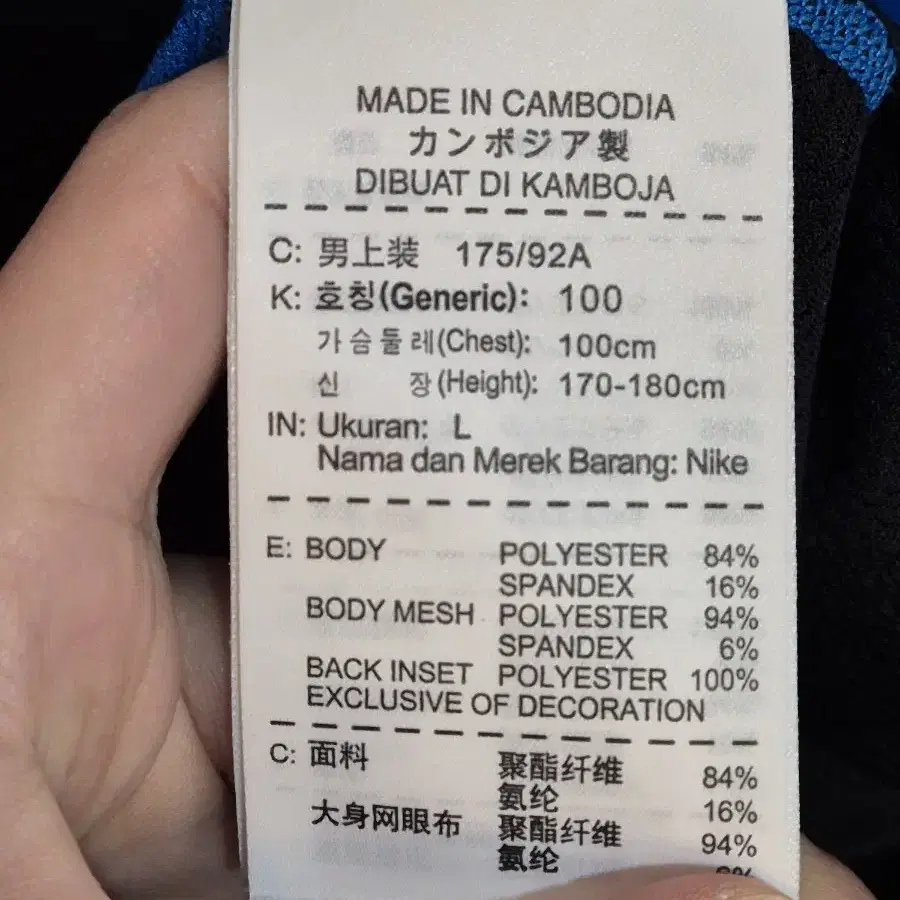 MADE IN CAMBODIA
カンボジア製
DIBUAT DI KAMBOJA
C: 男上装 175/92A
K: 호칭(Generic): 100
가슴둘레(Chest): 100cm
신 장(Height): 170-180cm
IN: Ukuran: L
Nama dan Merek Barang: Nike
E: BODY POLYESTER 84%
SPANDEX 16%
BODY MESH POLYESTER 94%
SPANDEX 6%
BACK INSET POLYESTER 100%
EXCLUSIVE OF DECORATION
C: 面料 聚酯纤维 84%
氨纶 16%
大身网眼布 聚酯纤维 94%
氨纶